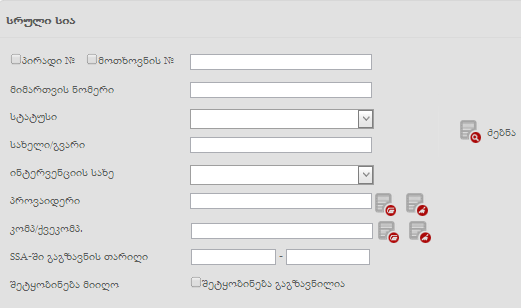 სრული სია
პირადი № მოთხოვნის №
მიმართვის ნომერი
სტატუსი
ძებნა
სახელი/გვარი
ინტერვენციის სახე
პროვაიდერი
კომპ/ქვეკომპ.
SSA-ში გაგზავნის თარიღი -
შეტყობინება მიიღო შეტყობინება გაგზავნილია